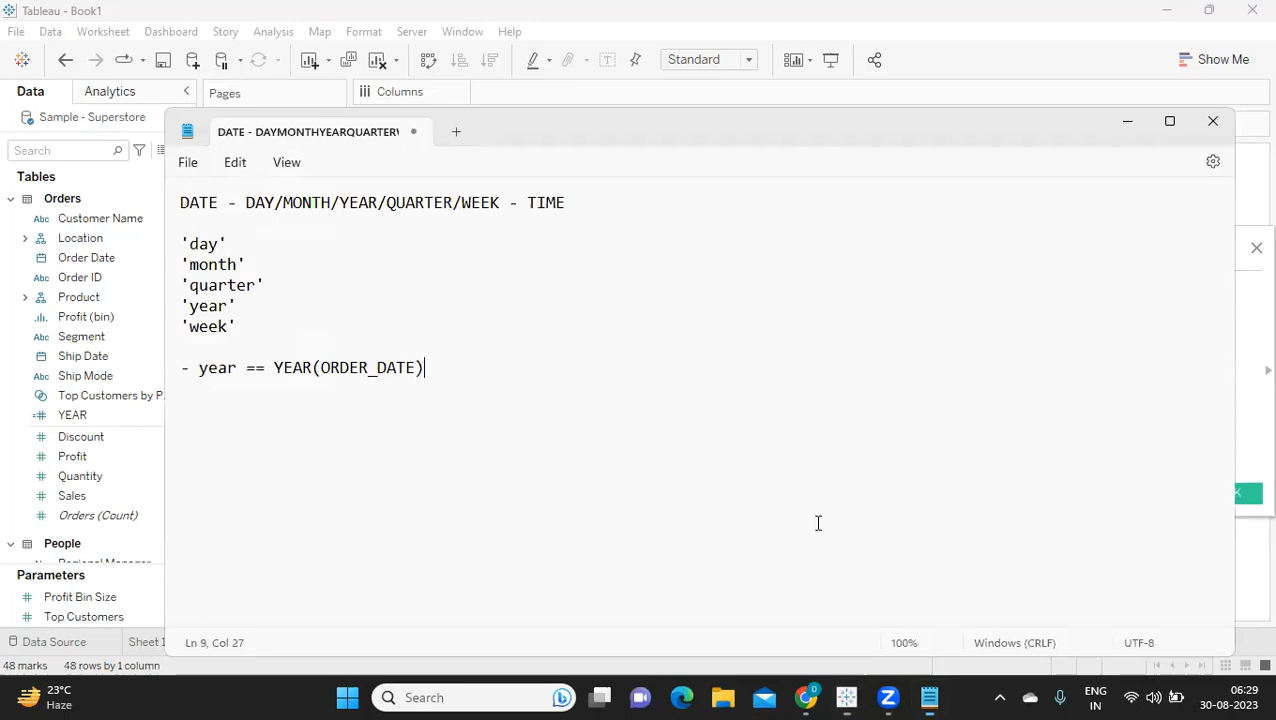 Tableau - Book1
File Data Worksheet Dashboard Story Analysis Map Format Server Window Help
Standard
Show Me
Data Analytics
Pages
Columns
Sample - Superstore
DATE - DAYMONTHYEARQUARTER
File Edit View
Search
Tables
Orders
Customer Name
Location
Order Date
Order ID
Product
Profit (bin)
Segment
Ship Date
Ship Mode
Top Customers by P
YEAR
Discount
Profit
Quantity
Sales
Orders (Count)
People
Parameters
Profit Bin Size
Top Customers
DATE - DAY/MONTH/YEAR/QUARTER/WEEK - TIME
'day'
'month'
'quarter'
'year'
'week'
- year == YEAR(ORDER_DATE)
Ln 9, Col 27
100%
Windows (CRLF)
UTF-8
Data Source
Sheet 1
48 marks
48 rows by 1 column
23°C
Haze
Search
ENG
IN
06:29
30-08-2023